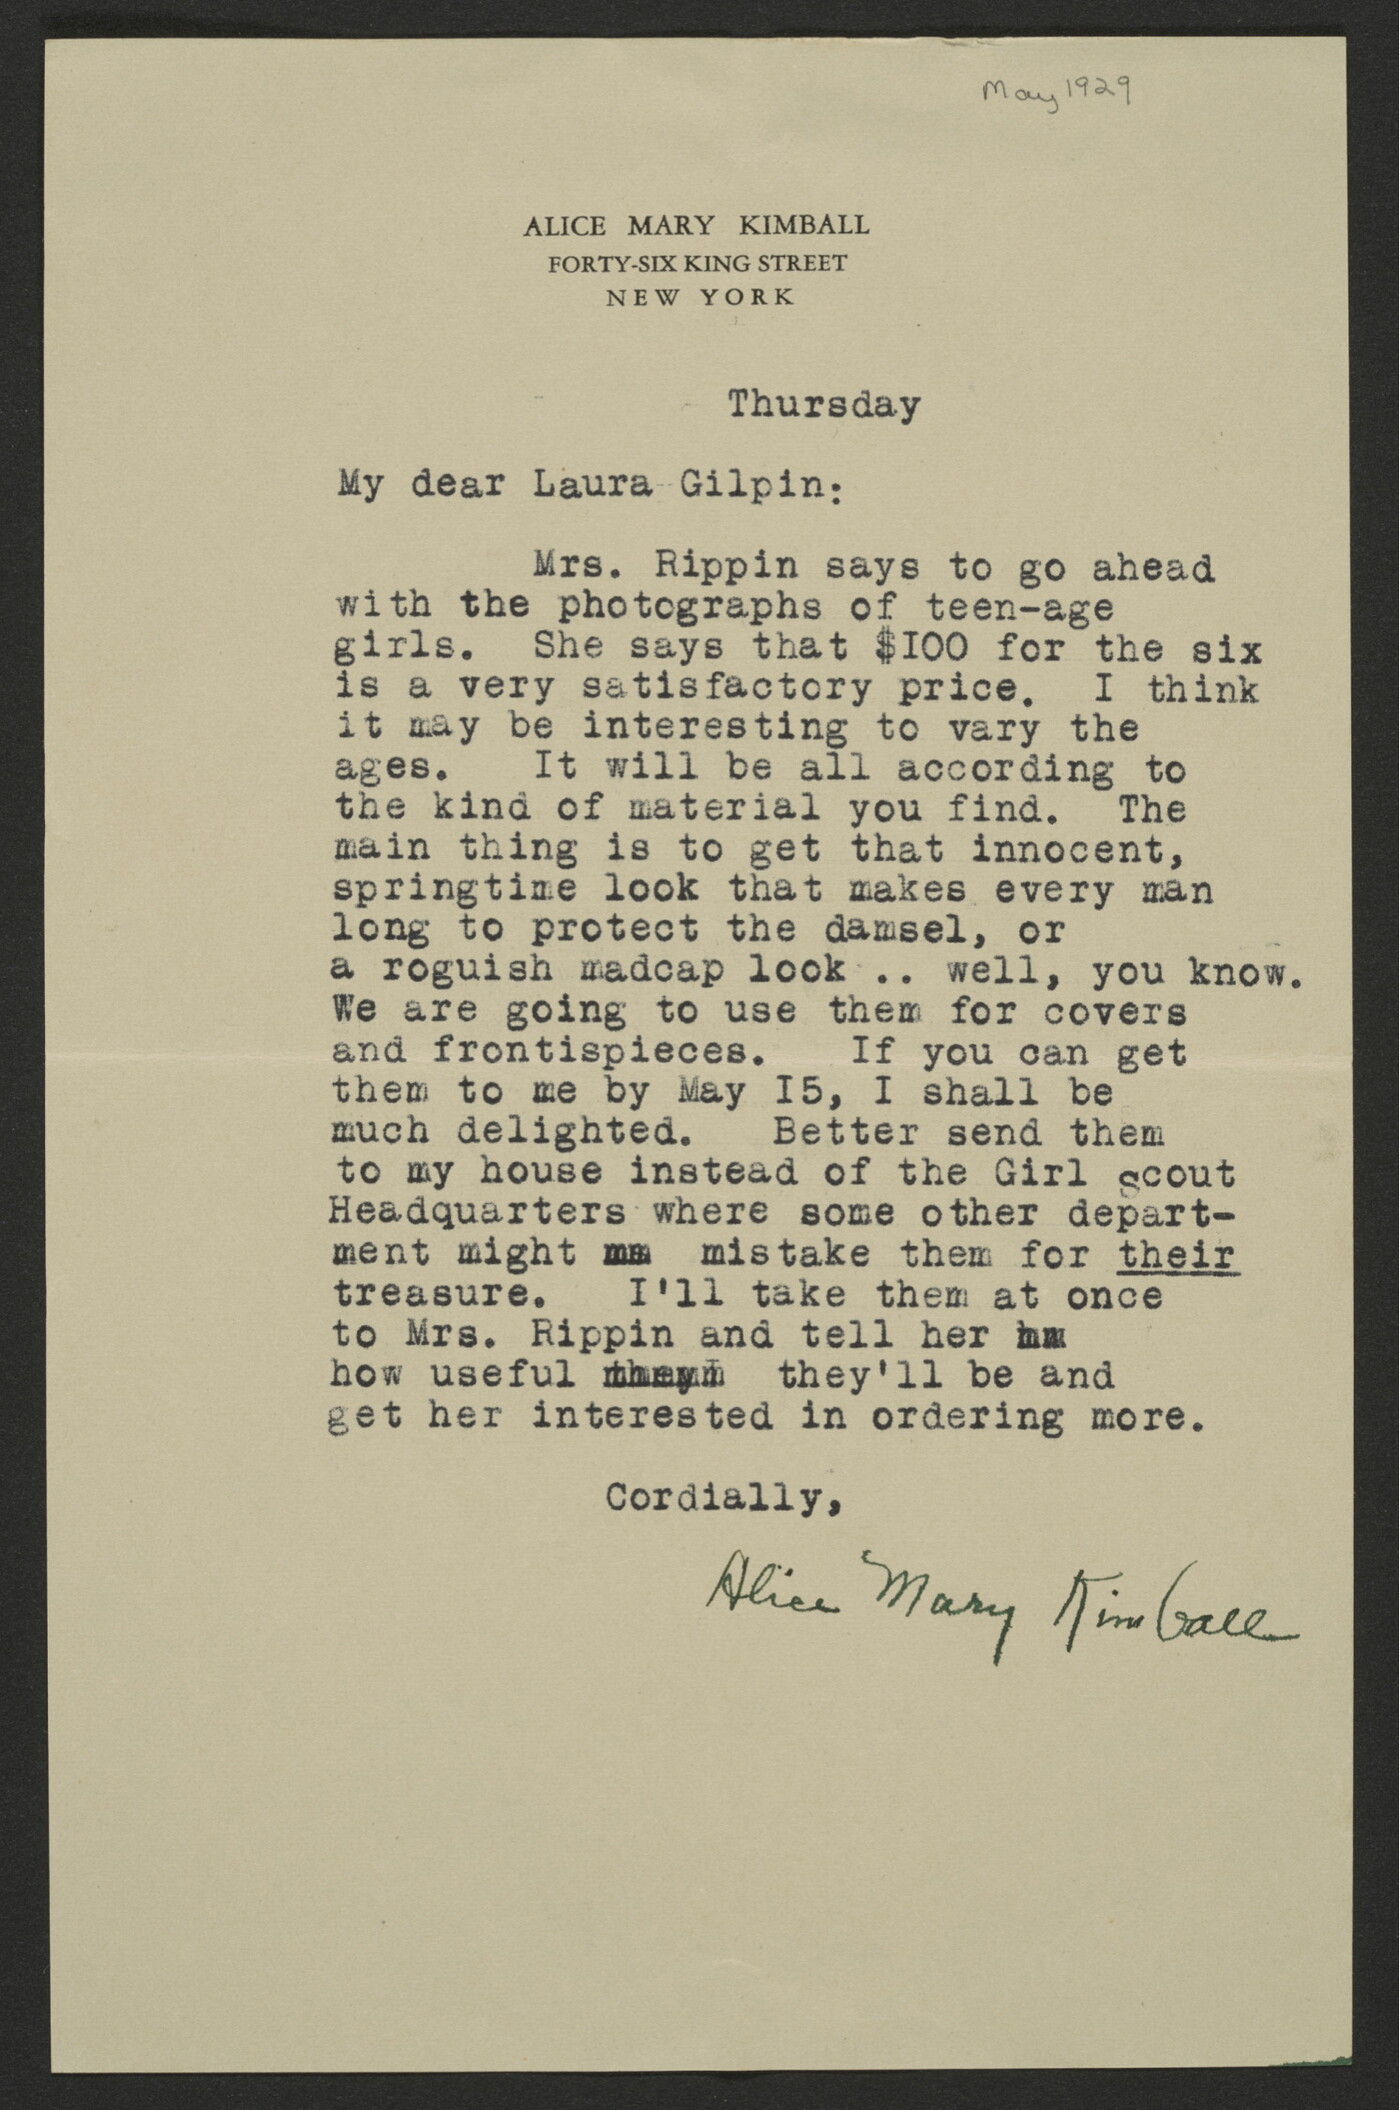 May 1929
ALICE MARY KIMBALL
FORTY-SIX KING STREET
NEW YORK
Thursday
My dear Laura Gilpin:
Mrs. Rippin says to go ahead
with the photographs of teen-age
girls. She says that $I00 for the six
is a very satisfactory price. I think
it may be interesting to vary the
ages. It will be all according to
the kind of material you find. The
main thing is to get that innocent,
springtime look that makes every man
long to protect the damsel, or
a roguish madcap look .. well, you know.
We are going to use them for covers
and frontispieces. If you can get
them to me by May I5, I shall be
much delighted. Better send them
to my house instead of the Girl Scout
Headquarters where some other depart-
ment might mistake them for their
treasure. I'll take them at once
to Mrs. Rippin and tell her
how useful they'll be and
get her interested in ordering more.
Cordially,
Alice Mary Kimball